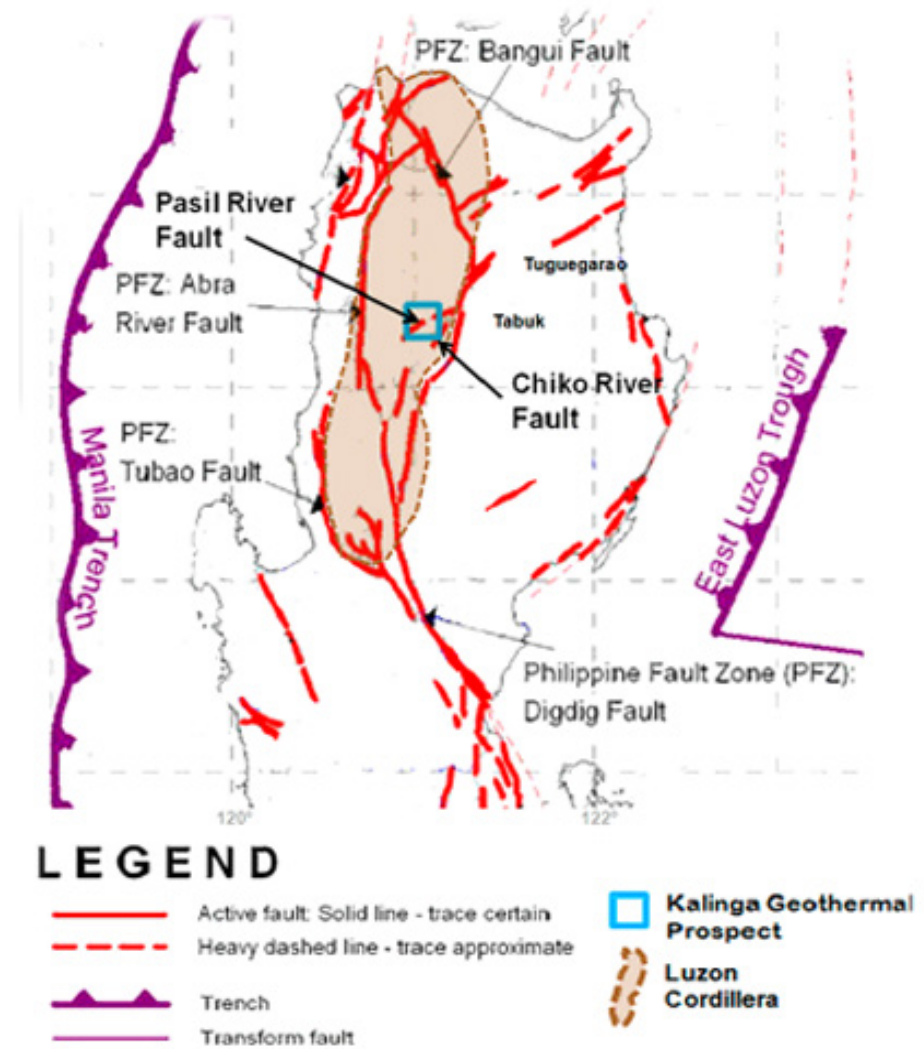 PFZ: Bangui Fault
Pasil River
Fault
PFZ: Abra
River Fault
Tuguegarao
Tabuk
Chiko River
Fault
PFZ:
Tubao Fault
Manila Trench
East Luzon Trough
Philippine Fault Zone (PFZ):
Digdig Fault
120°
122°
LEGEND
Active fault: Solid line - trace certain
Heavy dashed line - trace approximate
Trench
Transform fault
Kalinga Geothermal
Prospect
Luzon
Cordillera